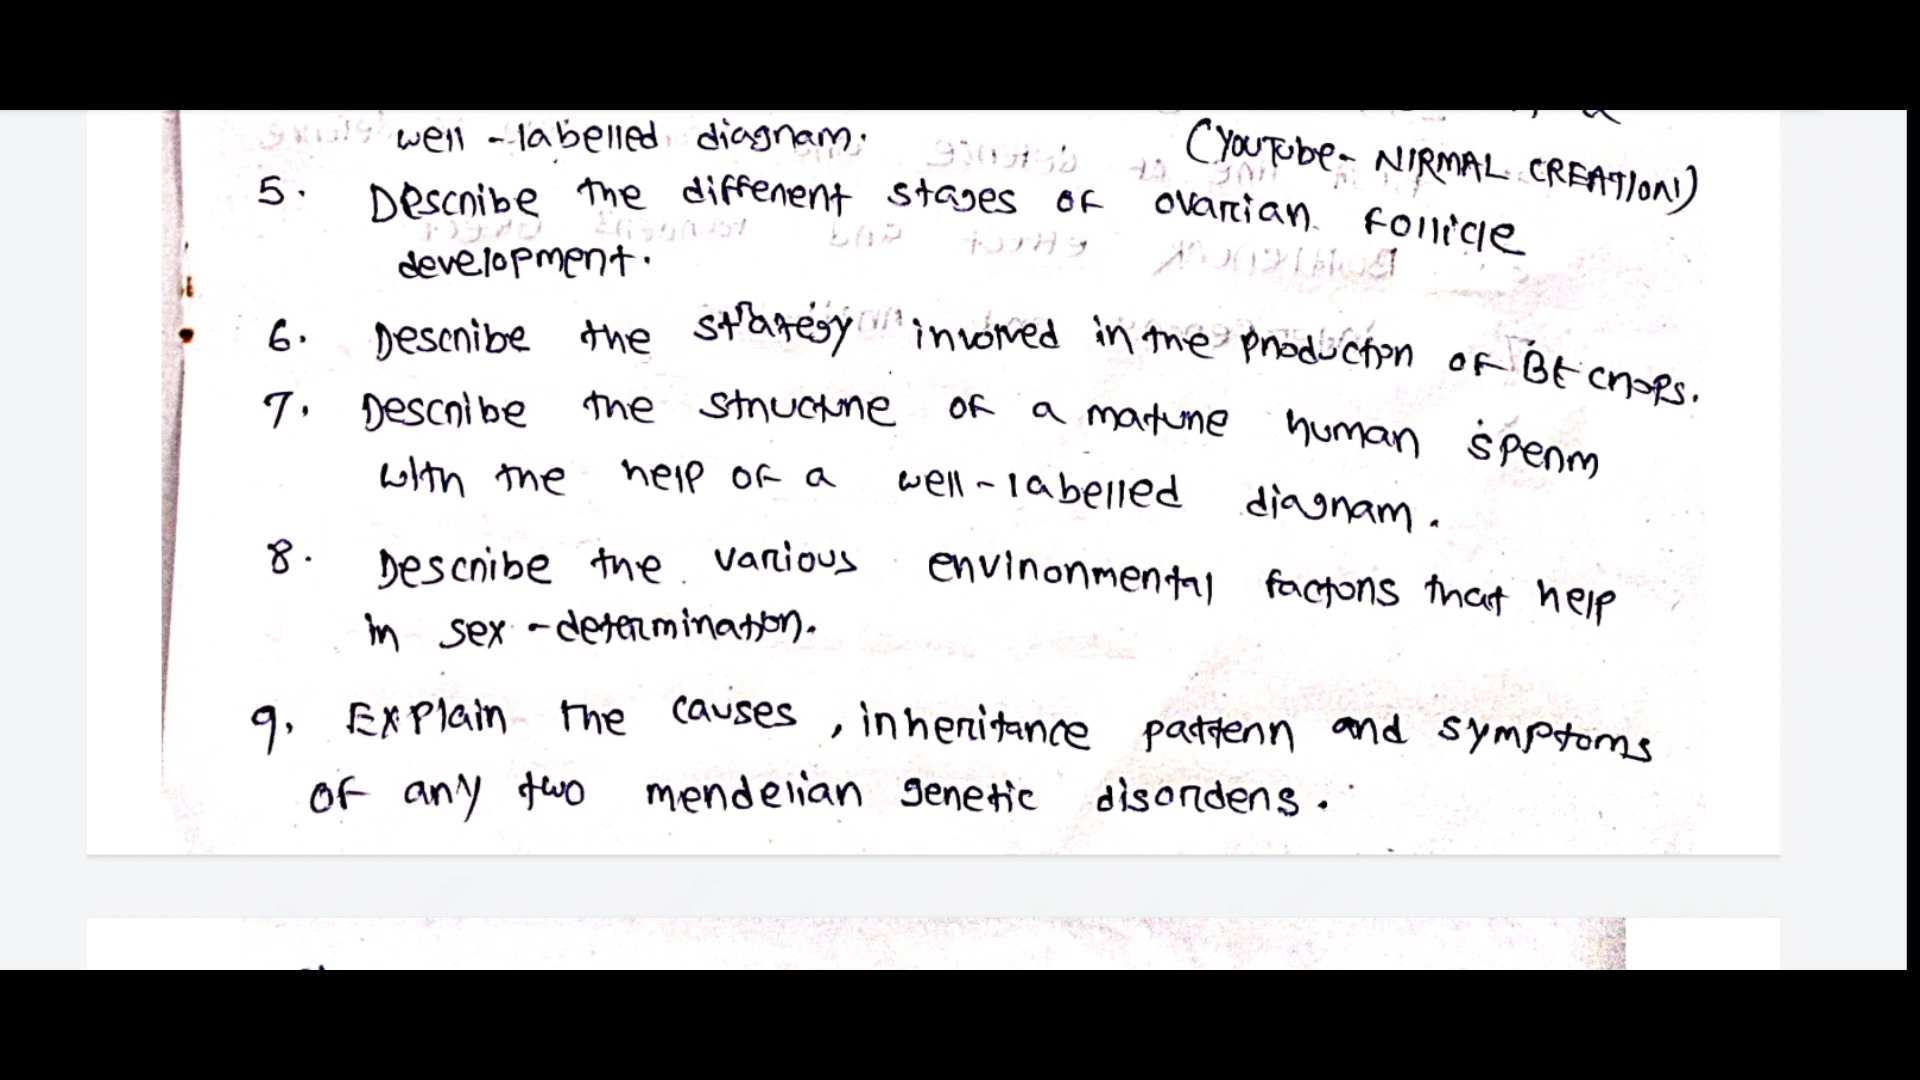 well - labelled diagram.
(YouTube - NIRMAL CREATION)
5. Describe the different stages of ovarian follicle
development.
6. Describe the strategy involved in the production of Bt crops.
7. Describe the structure of a mature human sperm
with the help of a well - labelled diagram.
8. Describe the various environmental factors that help
in sex - determination.
9. Explain the causes, inheritance pattern and symptoms
of any two mendelian genetic disorders.